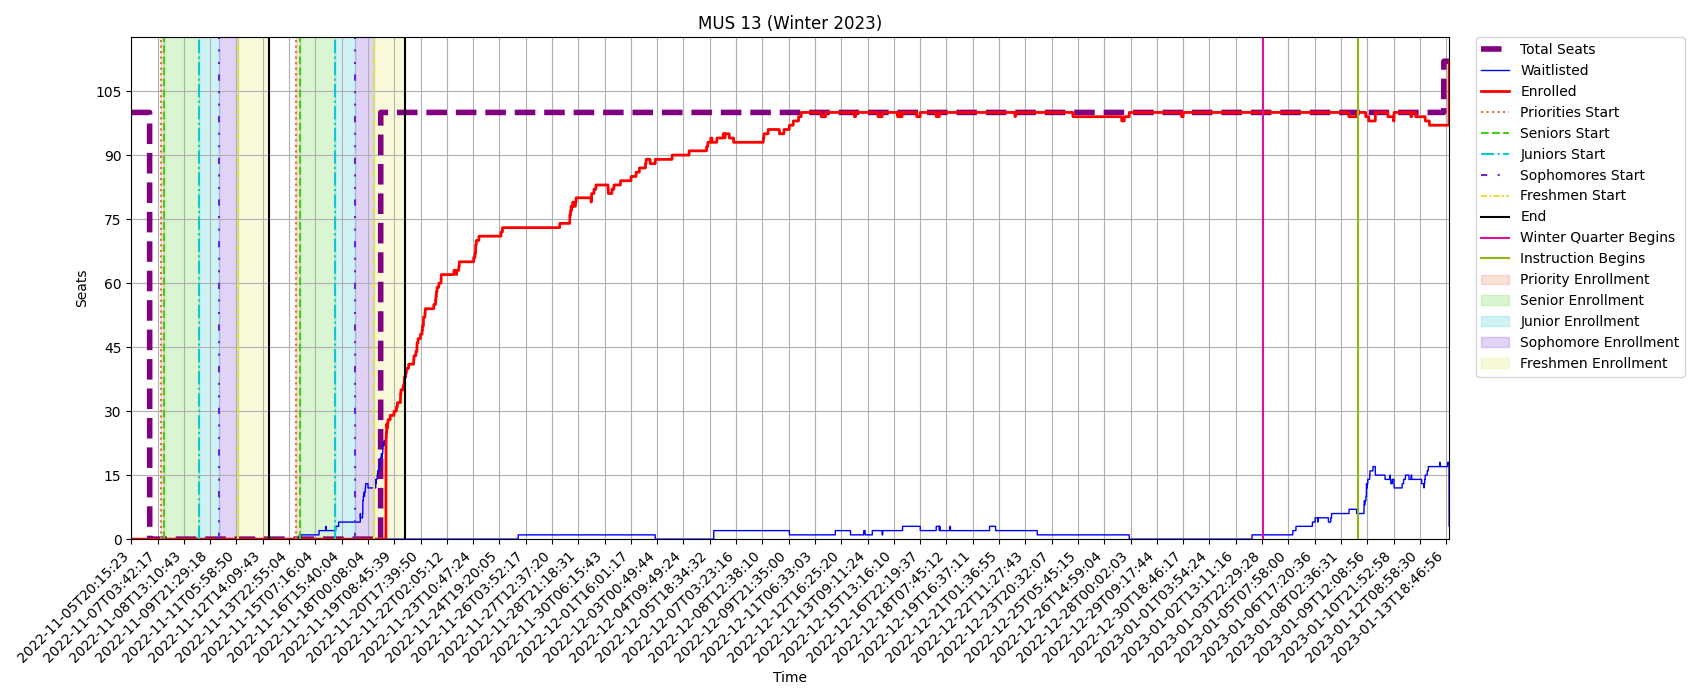 MUS 13 (Winter 2023)
Seats
105
90
75
60
45
30
15
0
2022-11-05T20:15:23
2022-11-07T03:42:17
2022-11-08T13:10:43
2022-11-09T21:29:18
2022-11-11T05:58:50
2022-11-12T14:09:43
2022-11-13T22:55:04
2022-11-15T07:16:04
2022-11-16T15:40:04
2022-11-18T00:08:04
2022-11-19T08:45:39
2022-11-20T17:39:50
2022-11-22T02:05:12
2022-11-23T10:47:24
2022-11-24T19:20:05
2022-11-26T03:52:17
2022-11-27T12:37:20
2022-11-28T21:18:31
2022-11-30T06:15:43
2022-12-01T16:01:17
2022-12-03T00:49:44
2022-12-04T09:49:24
2022-12-05T18:34:32
2022-12-07T03:23:16
2022-12-08T12:38:10
2022-12-09T21:35:00
2022-12-11T06:33:03
2022-12-12T16:25:20
2022-12-13T09:11:24
2022-12-15T13:16:10
2022-12-16T22:19:37
2022-12-18T07:45:12
2022-12-19T16:37:11
2022-12-21T01:36:55
2022-12-22T11:27:43
2022-12-23T20:32:07
2022-12-25T05:45:15
2022-12-26T14:59:04
2022-12-28T00:02:03
2022-12-29T09:17:44
2022-12-30T18:46:17
2023-01-01T03:54:24
2023-01-02T13:11:16
2023-01-03T22:29:28
2023-01-05T07:58:00
2023-01-06T17:20:36
2023-01-08T02:36:31
2023-01-09T12:08:56
2023-01-10T21:52:58
2023-01-12T08:58:30
2023-01-13T18:46:56
Time
Total Seats
Waitlisted
Enrolled
Priorities Start
Seniors Start
Juniors Start
Sophomores Start
Freshmen Start
End
Winter Quarter Begins
Instruction Begins
Priority Enrollment
Senior Enrollment
Junior Enrollment
Sophomore Enrollment
Freshmen Enrollment